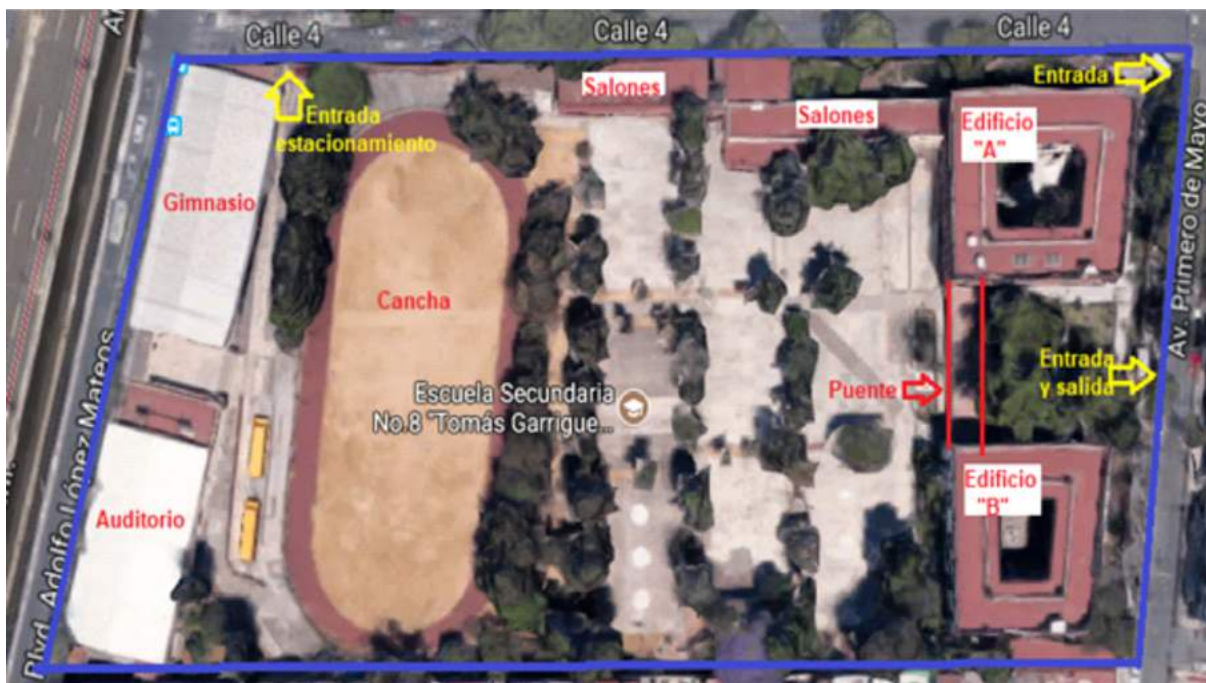 Calle 4
Calle 4
Calle 4
Entrada
Salones
Salones
Edificio
"A"
Entrada
estacionamiento
Gimnasio
Cancha
Av. Primero de Mayo
Entrada
y salida
Puente
Escuela Secundaria
No.8 "Tomás Garrigue...
Edificio
"B"
Auditorio
Blvd. Adolfo López Mateos